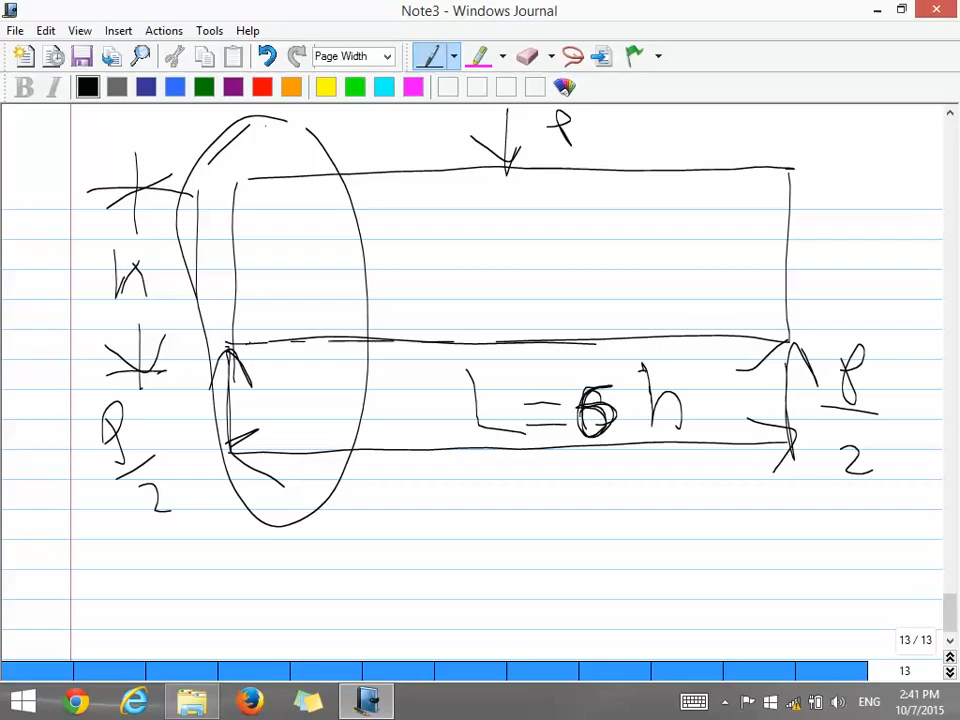 Note3 - Windows Journal
File Edit View Insert Actions Tools Help
Page Width
B I
P
h
L = 6 h
P
2
P
2
13 / 13
13
ENG
2:41 PM
10/7/2015